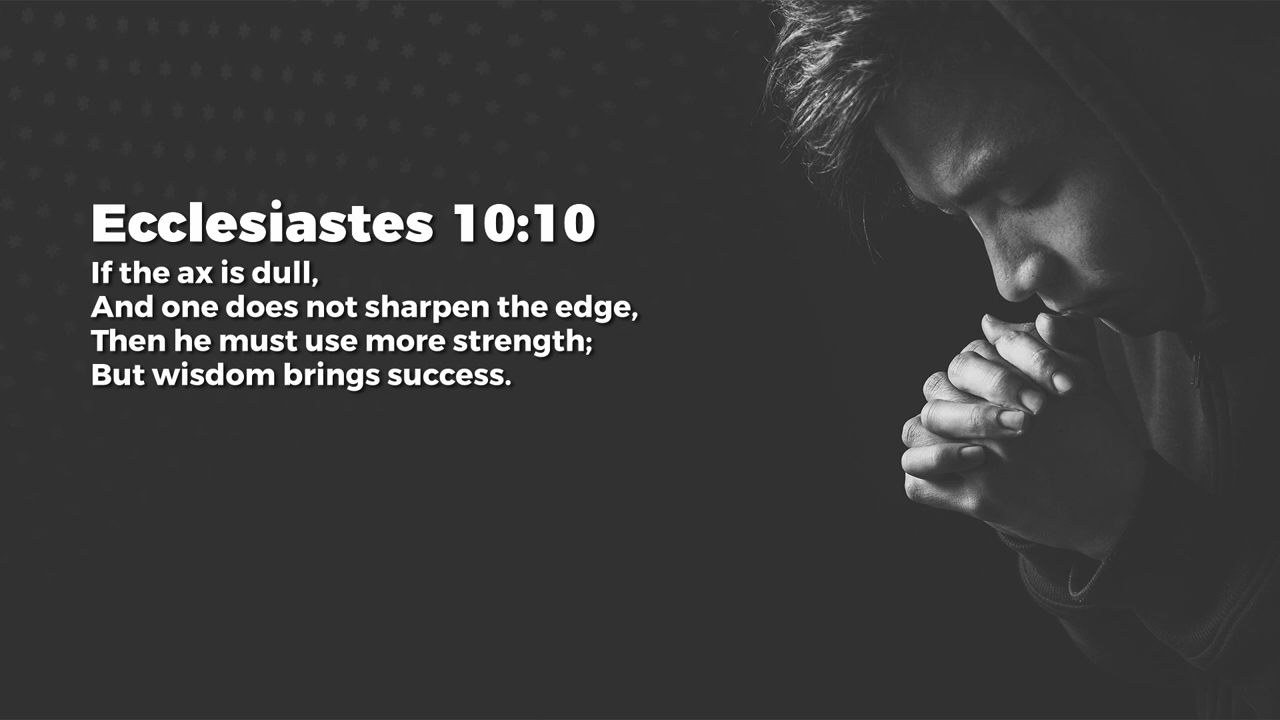 Ecclesiastes 10:10
If the ax is dull,
And one does not sharpen the edge,
Then he must use more strength;
But wisdom brings success.